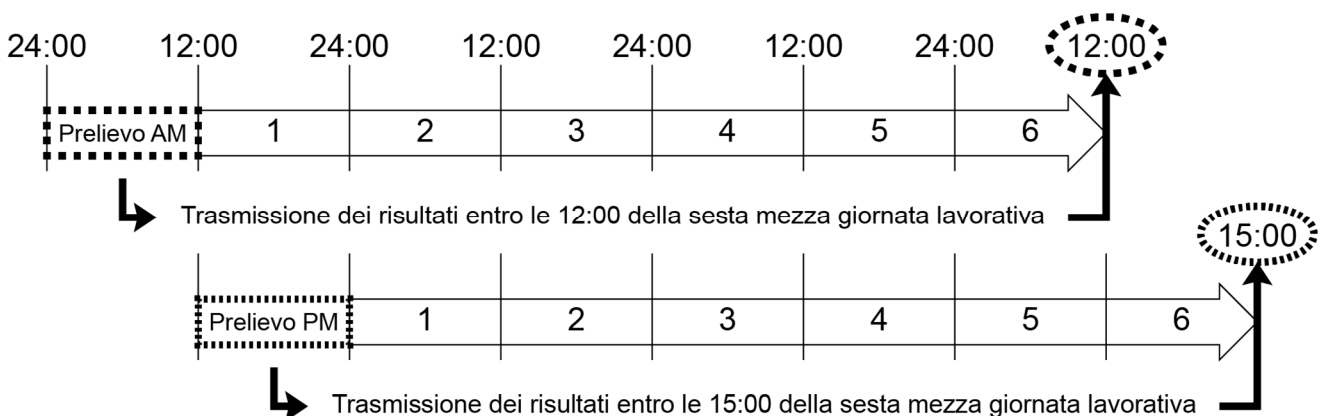 24:00 12:00 24:00 12:00 24:00 12:00 24:00 12:00
Prelievo AM 1 2 3 4 5 6
Trasmissione dei risultati entro le 12:00 della sesta mezza giornata lavorativa
15:00
Prelievo PM 1 2 3 4 5 6
Trasmissione dei risultati entro le 15:00 della sesta mezza giornata lavorativa